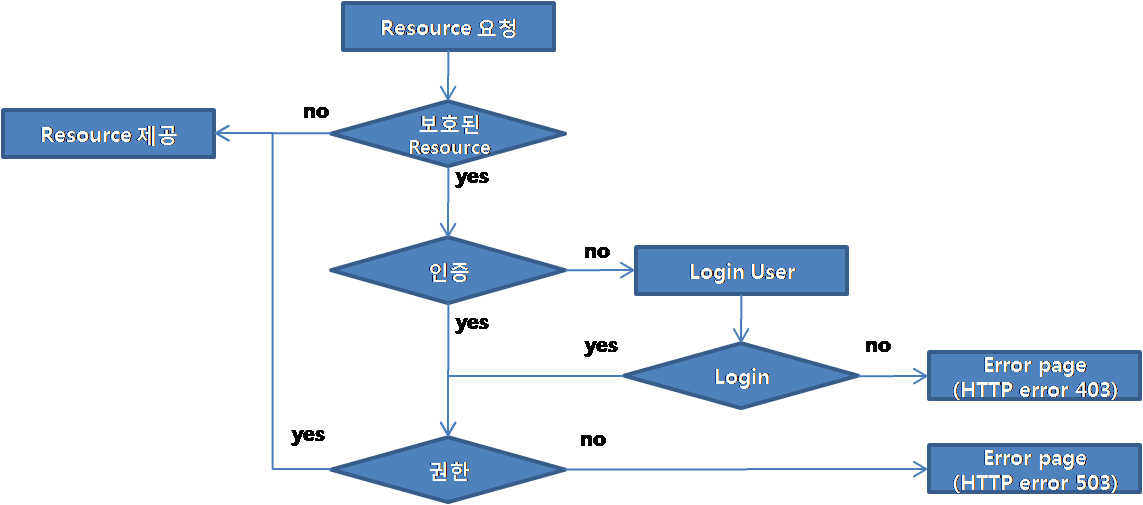 Resource 요청
no
보호된
Resource
Resource 제공
yes
인증
no
Login User
yes
yes
Login
no
Error page
(HTTP error 403)
yes
권한
no
Error page
(HTTP error 503)